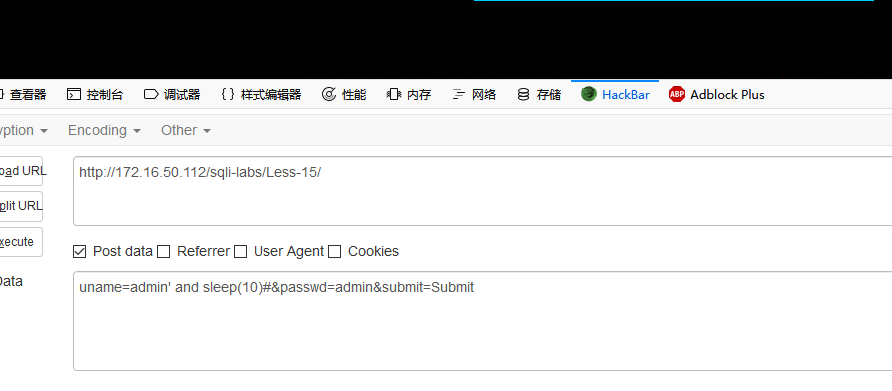 查看器 控制台 调试器 样式编辑器 性能 内存 网络 存储 HackBar ABP Adblock Plus
yption Encoding Other
oad URL http://172.16.50.112/sqli-labs/Less-15/
plit URL
xecute Post data Referrer User Agent Cookies
Data uname=admin' and sleep(10)#&passwd=admin&submit=Submit